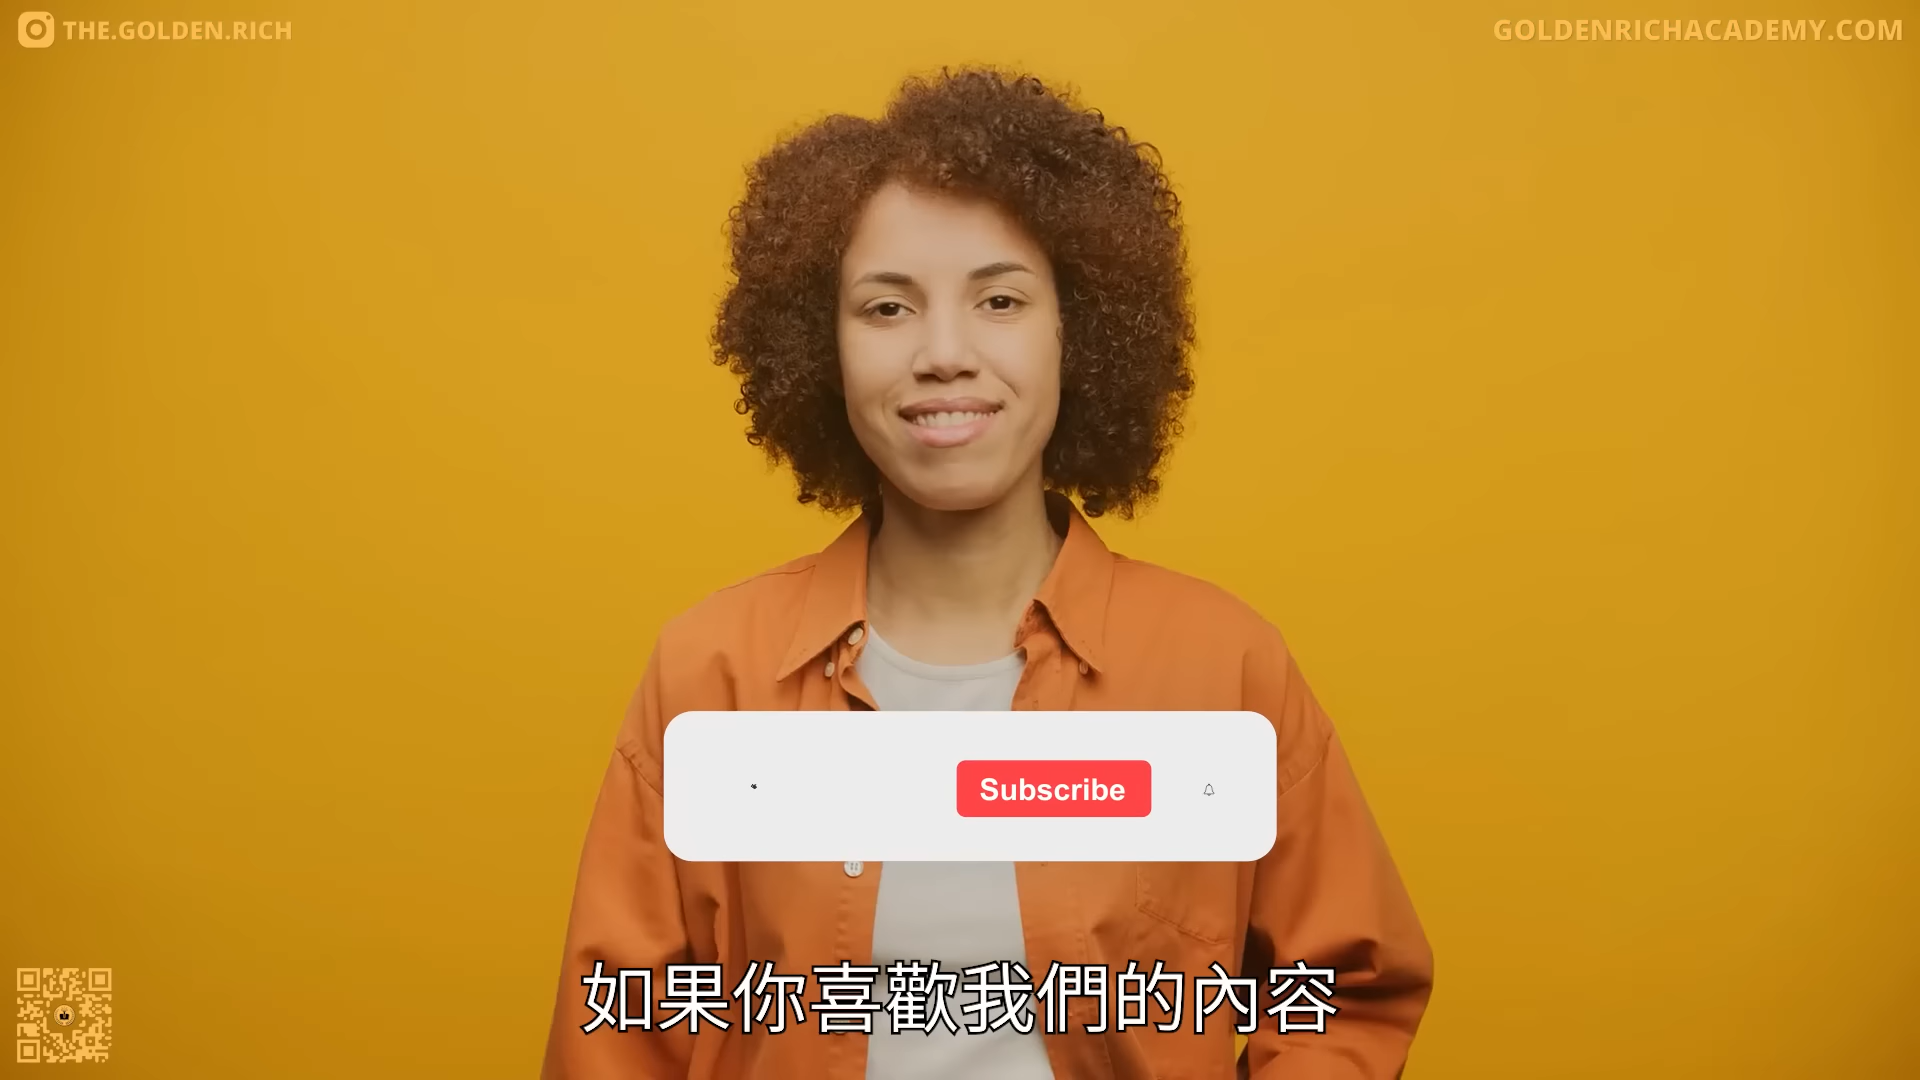 THE.GOLDEN.RICH
GOLDENRICHACADEMY.COM
Subscribe
如果你喜歡我們的內容